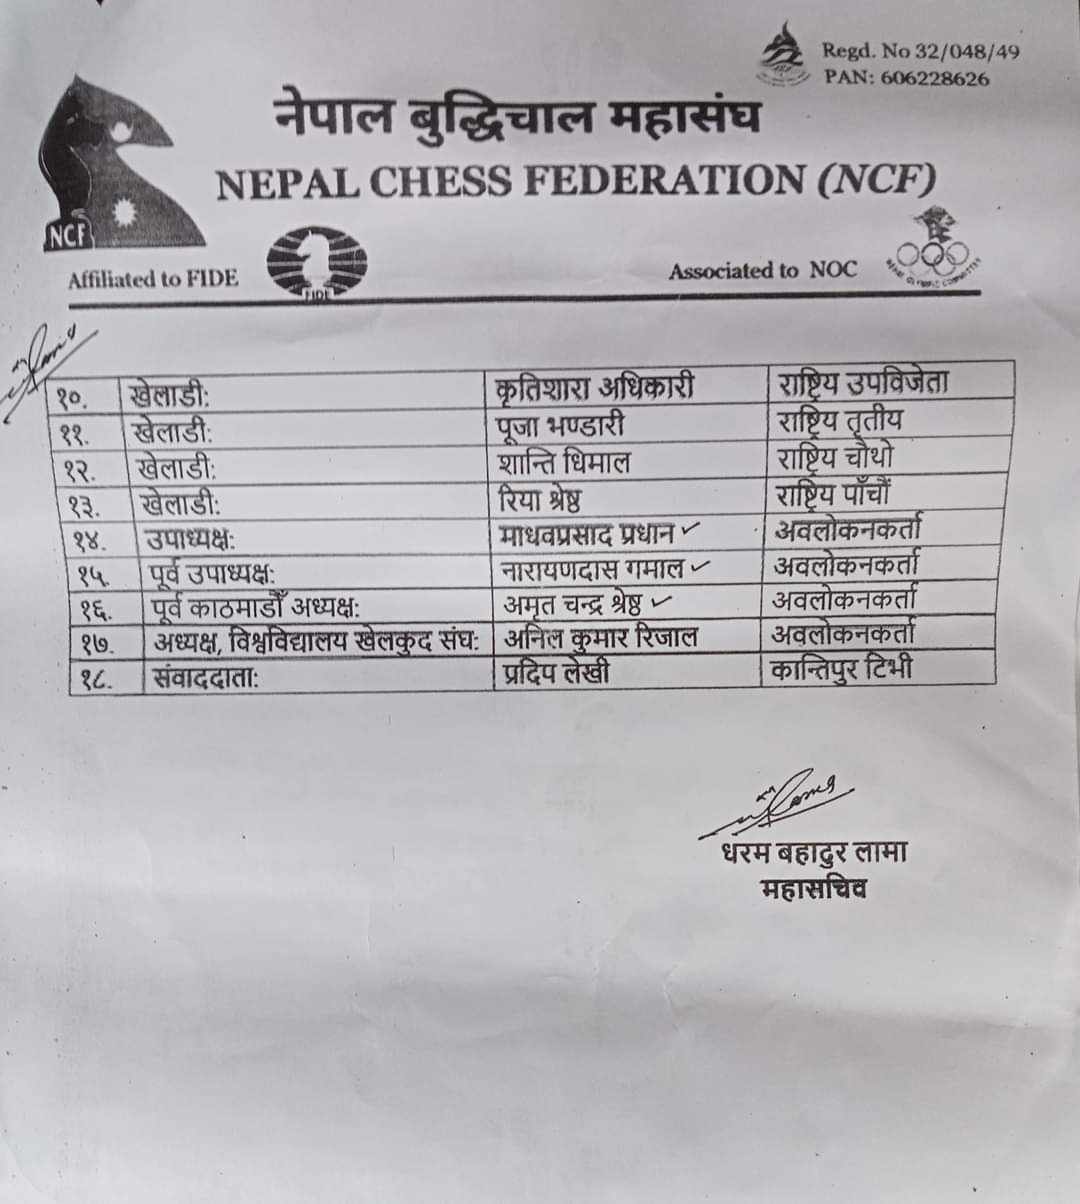 Regd. No 32/048/49
PAN: 606228626
नेपाल बुद्धिचाल महासंघ
NEPAL CHESS FEDERATION (NCF)
NCF
Affiliated to FIDE
FIDE
Associated to NOC
१०. खेलाडी: कृतिशारा अधिकारी राष्ट्रिय उपविजेता
११. खेलाडी: पूजा भण्डारी राष्ट्रिय तृतीय
१२. खेलाडी: शान्ति धिमाल राष्ट्रिय चौथो
१३. खेलाडी: रिया श्रेष्ठ राष्ट्रिय पाँचौं
१४. उपाध्यक्ष: माधवप्रसाद प्रधान ✓ अवलोकनकर्ता
१५. पूर्व उपाध्यक्ष: नारायणदास गमाल ✓ अवलोकनकर्ता
१६. पूर्व काठमाडौँ अध्यक्ष: अमृत चन्द्र श्रेष्ठ ✓ अवलोकनकर्ता
१७. अध्यक्ष, विश्वविद्यालय खेलकुद संघ: अनिल कुमार रिजाल अवलोकनकर्ता
१८. संवाददाता: प्रदिप लेखी कान्तिपुर टिभी
धरम बहादुर लामा
महासचिव